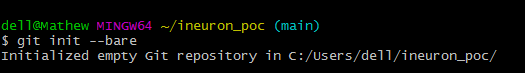 dell@Mathew MINGW64 ~/ineuron_poc (main)
$ git init --bare
Initialized empty Git repository in C:/Users/dell/ineuron_poc/